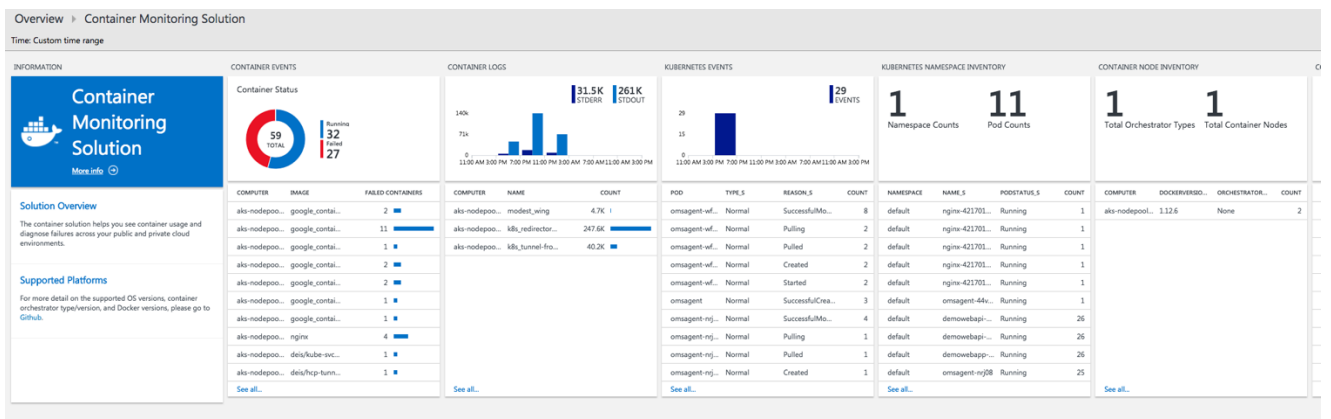 Overview Container Monitoring Solution
Time: Custom time range
INFORMATION
Container
Monitoring
Solution
More info
Solution Overview
The container solution helps you see container usage and
diagnose failures across your public and private cloud
environments.
Supported Platforms
For more detail on the supported OS versions, container
orchestrator type/version, and Docker versions, please go to
Github.
CONTAINER EVENTS
Container Status
59
TOTAL
Running
32
Failed
27
COMPUTER IMAGE FAILED CONTAINERS
aks-nodepoo... google_contai... 2
aks-nodepoo... google_contai... 11
aks-nodepoo... google_contai... 1
aks-nodepoo... google_contai... 2
aks-nodepoo... google_contai... 2
aks-nodepoo... google_contai... 1
aks-nodepoo... google_contai... 1
aks-nodepoo... nginx 4
aks-nodepoo... deis/kube-svc... 1
aks-nodepoo... deis/hcp-tunn... 1
See all...
CONTAINER LOGS
31.5K STDERR 261K STDOUT
140k
71k
0
11:00 AM 3:00 PM 7:00 PM 11:00 PM 3:00 AM 7:00 AM 11:00 AM 3:00 PM
COMPUTER NAME COUNT
aks-nodepoo... modest_wing 4.7K
aks-nodepoo... k8s_redirector... 247.6K
aks-nodepoo... k8s_tunnel-fro... 40.2K
See all...
KUBERNETES EVENTS
29
EVENTS
29
15
0
11:00 AM 3:00 PM 7:00 PM 11:00 PM 3:00 AM 7:00 AM 11:00 AM 3:00 PM
POD TYPE_S REASON_S COUNT
omsagent-wf... Normal SuccessfulMo... 8
omsagent-wf... Normal Pulling 2
omsagent-wf... Normal Pulled 2
omsagent-wf... Normal Created 2
omsagent-wf... Normal Started 2
omsagent Normal SuccessfulCrea... 3
omsagent-nrj... Normal SuccessfulMo... 4
omsagent-nrj... Normal Pulling 1
omsagent-nrj... Normal Pulled 1
omsagent-nrj... Normal Created 1
See all...
KUBERNETES NAMESPACE INVENTORY
1 11
Namespace Counts Pod Counts
NAMESPACE NAME_S PODSTATUS_S COUNT
default nginx-421701... Running 1
default nginx-421701... Running 1
default nginx-421701... Running 1
default nginx-421701... Running 1
default nginx-421701... Running 1
default omsagent-44v... Running 1
default demowebapi-... Running 26
default demowebapi-... Running 26
default demowebapp-... Running 26
default omsagent-nrj08 Running 25
See all...
CONTAINER NODE INVENTORY
1 1
Total Orchestrator Types Total Container Nodes
COMPUTER DOCKERVERSIO... ORCHESTRATOR... COUNT
aks-nodepool... 1.12.6 None 2
See all...